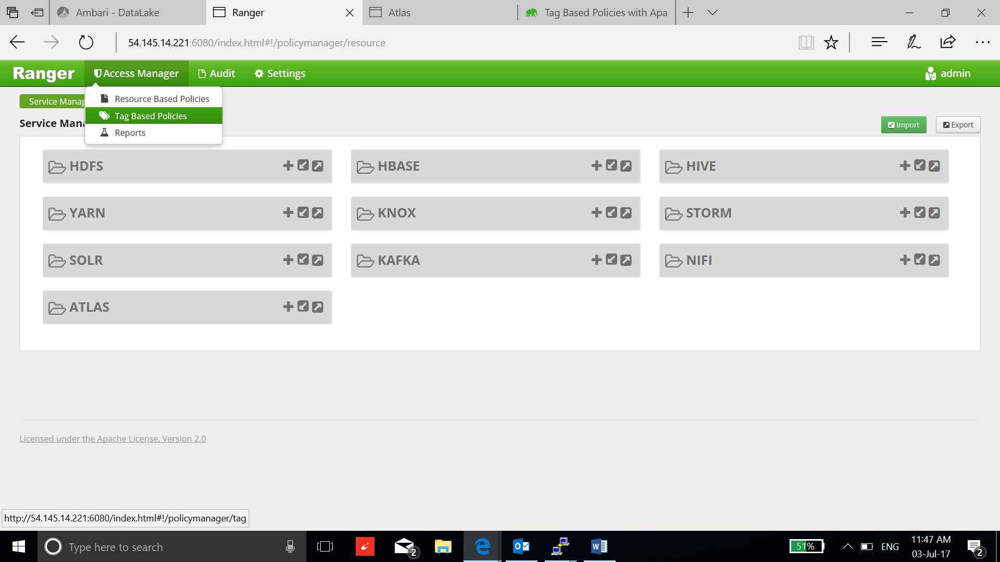 Ambari - DataLake
Ranger
Atlas
Tag Based Policies with Apa
54.145.14.221:6080/index.html#!/policymanager/resource
Ranger
Access Manager
Audit
Settings
admin
Resource Based Policies
Tag Based Policies
Reports
Service Manag
Service Mana
Import
Export
HDFS
HBASE
HIVE
YARN
KNOX
STORM
SOLR
KAFKA
NIFI
ATLAS
Licensed under the Apache License, Version 2.0
http://54.145.14.221:6080/index.html#!/policymanager/tag
Type here to search
2
51%
ENG
11:47 AM
03-Jul-17
2